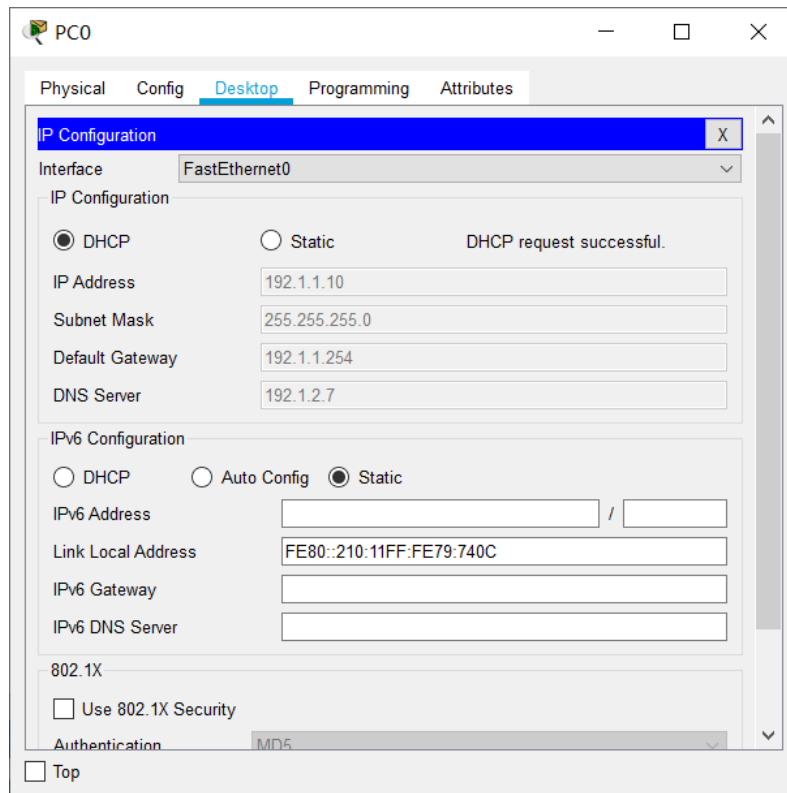 PC0
Physical Config Desktop Programming Attributes
IP Configuration X
Interface FastEthernet0
IP Configuration
DHCP Static DHCP request successful.
IP Address 192.1.1.10
Subnet Mask 255.255.255.0
Default Gateway 192.1.1.254
DNS Server 192.1.2.7
IPv6 Configuration
DHCP Auto Config Static
IPv6 Address /
Link Local Address FE80::210:11FF:FE79:740C
IPv6 Gateway
IPv6 DNS Server
802.1X
Use 802.1X Security
Authentication MD5
Top